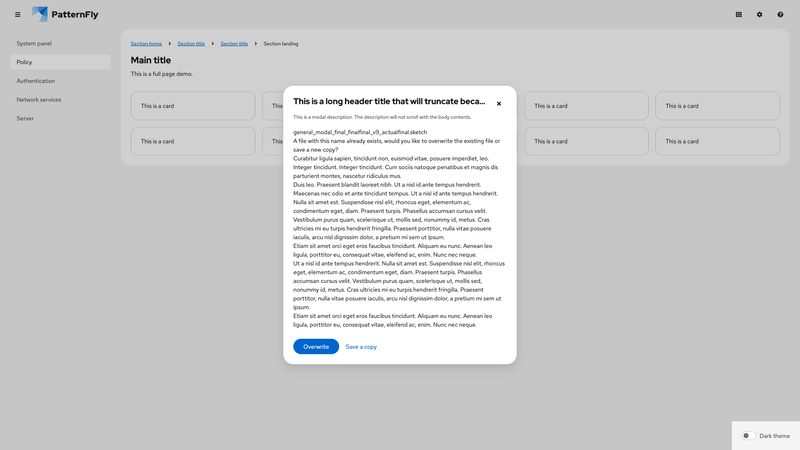 PatternFly
System panel
Policy
Authentication
Network services
Server
Section home
Section title
Section title
Section landing
Main title
This is a full page demo.
This is a card
This
This is a card
This is a card
This is a card
This
This is a card
This is a card
This is a long header title that will truncate beca...
This is a modal description. The description will not scroll with the body contents.
general_modal_final_finalfinal_v9_actualfinal.sketch
A file with this name already exists, would you like to overwrite the existing file or
save a new copy?
Curabitur ligula sapien, tincidunt non, euismod vitae, posuere imperdiet, leo.
Integer tincidunt. Integer tincidunt. Cum sociis natoque penatibus et magnis dis
parturient montes, nascetur ridiculus mus.
Duis leo. Praesent blandit laoreet nibh. Ut a nisl id ante tempus hendrerit.
Maecenas nec odio et ante tincidunt tempus. Ut a nisl id ante tempus hendrerit.
Nulla sit amet est. Suspendisse nisl elit, rhoncus eget, elementum ac,
condimentum eget, diam. Praesent turpis. Phasellus accumsan cursus velit.
Vestibulum purus quam, scelerisque ut, mollis sed, nonummy id, metus. Cras
ultricies mi eu turpis hendrerit fringilla. Praesent porttitor, nulla vitae posuere
iaculis, arcu nisl dignissim dolor, a pretium mi sem ut ipsum.
Etiam sit amet orci eget eros faucibus tincidunt. Aliquam eu nunc. Aenean leo
ligula, porttitor eu, consequat vitae, eleifend ac, enim. Nunc nec neque.
Ut a nisl id ante tempus hendrerit. Nulla sit amet est. Suspendisse nisl elit, rhoncus
eget, elementum ac, condimentum eget, diam. Praesent turpis. Phasellus
accumsan cursus velit. Vestibulum purus quam, scelerisque ut, mollis sed,
nonummy id, metus. Cras ultricies mi eu turpis hendrerit fringilla. Praesent
porttitor, nulla vitae posuere iaculis, arcu nisl dignissim dolor, a pretium mi sem ut
ipsum.
Etiam sit amet orci eget eros faucibus tincidunt. Aliquam eu nunc. Aenean leo
ligula, porttitor eu, consequat vitae, eleifend ac, enim. Nunc nec neque.
Overwrite
Save a copy
Dark theme